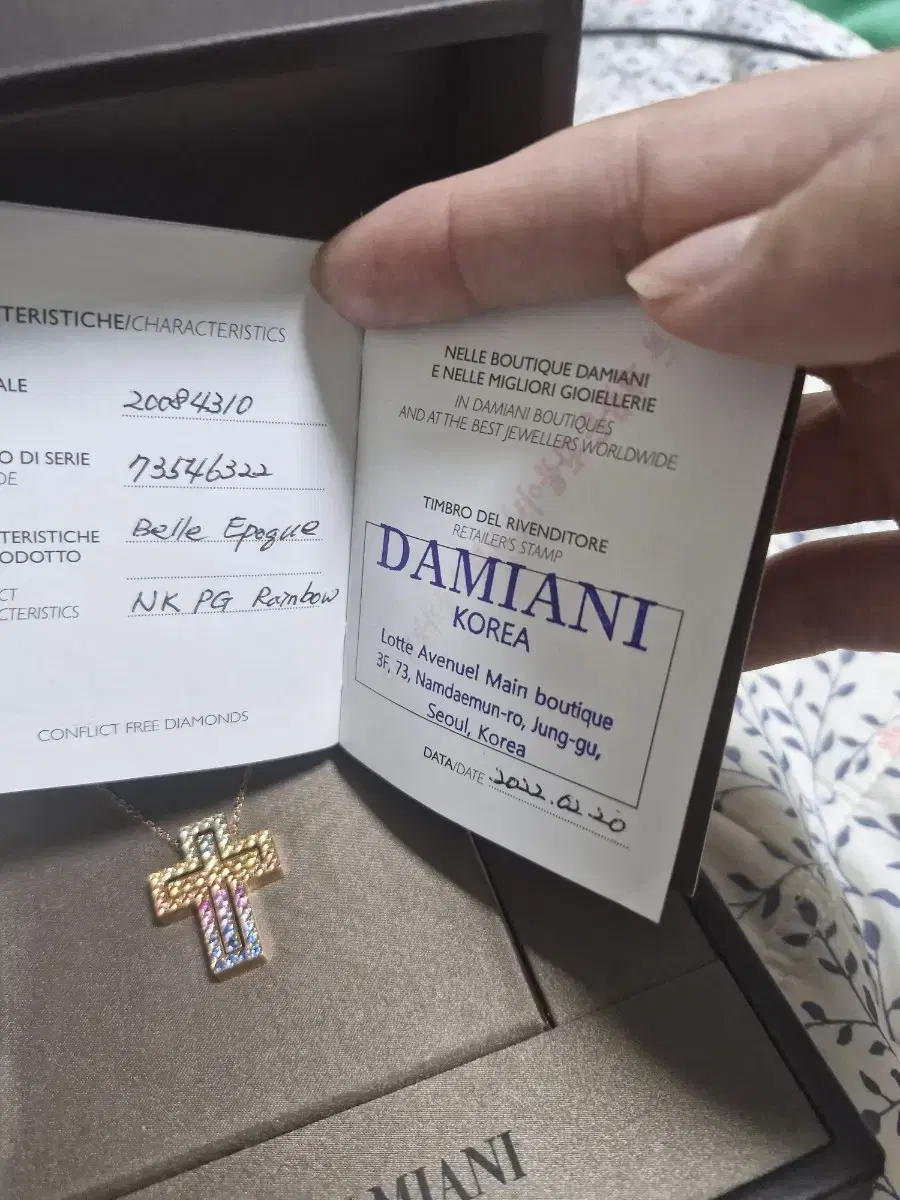 TERISTICHE/CHARACTERISTICS
ALE
20084310
O DI SERIE
DE
73546322
TERISTICHE
ODOTTO
Belle Epoque
CT
CTERISTICS
NK PG Rainbow
CONFLICT FREE DIAMONDS
NELLE BOUTIQUE DAMIANI
E NELLE MIGLIORI GIOIELLERIE
IN DAMIANI BOUTIQUES
AND AT THE BEST JEWELLERS WORLDWIDE
TIMBRO DEL RIVENDITORE
RETAILER'S STAMP
DAMIANI
KOREA
Lotte Avenuel Main boutique
3F, 73, Namdaemun-ro, Jung-gu,
Seoul, Korea
DATA/DATE 2022.02.20
AMIANI